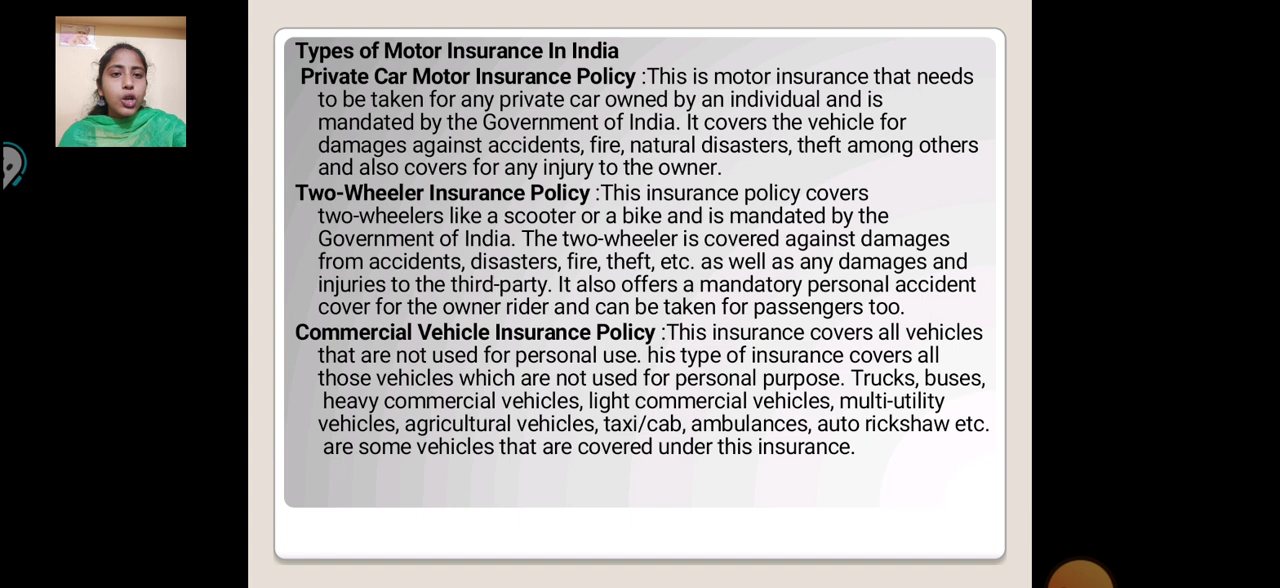 Types of Motor Insurance In India
Private Car Motor Insurance Policy :This is motor insurance that needs
to be taken for any private car owned by an individual and is
mandated by the Government of India. It covers the vehicle for
damages against accidents, fire, natural disasters, theft among others
and also covers for any injury to the owner.
Two-Wheeler Insurance Policy :This insurance policy covers
two-wheelers like a scooter or a bike and is mandated by the
Government of India. The two-wheeler is covered against damages
from accidents, disasters, fire, theft, etc. as well as any damages and
injuries to the third-party. It also offers a mandatory personal accident
cover for the owner rider and can be taken for passengers too.
Commercial Vehicle Insurance Policy :This insurance covers all vehicles
that are not used for personal use. his type of insurance covers all
those vehicles which are not used for personal purpose. Trucks, buses,
heavy commercial vehicles, light commercial vehicles, multi-utility
vehicles, agricultural vehicles, taxi/cab, ambulances, auto rickshaw etc.
are some vehicles that are covered under this insurance.